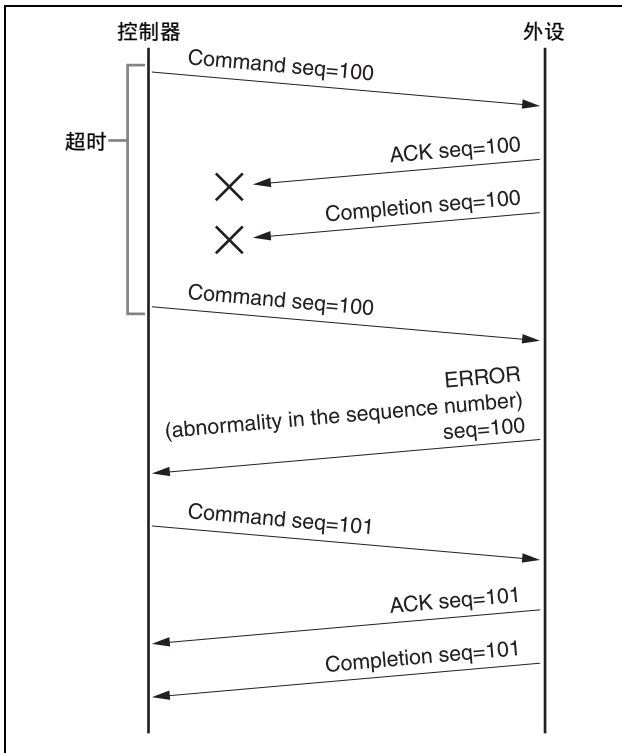 控制器
外设
Command seq=100
超时
ACK seq=100
Completion seq=100
Command seq=100
ERROR
(abnormality in the sequence number)
seq=100
Command seq=101
ACK seq=101
Completion seq=101